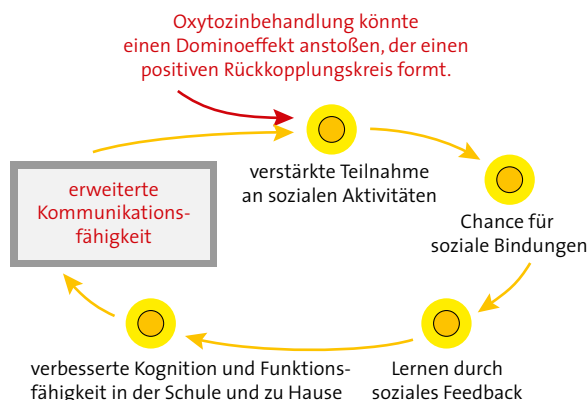 Oxytozinbehandlung könnte
einen Dominoeffekt anstoßen, der einen
positiven Rückkopplungskreis formt.
verstärkte Teilnahme
an sozialen Aktivitäten
erweiterte
Kommunikations-
fähigkeit
Chance für
soziale Bindungen
verbesserte Kognition und Funktions-
fähigkeit in der Schule und zu Hause
Lernen durch
soziales Feedback